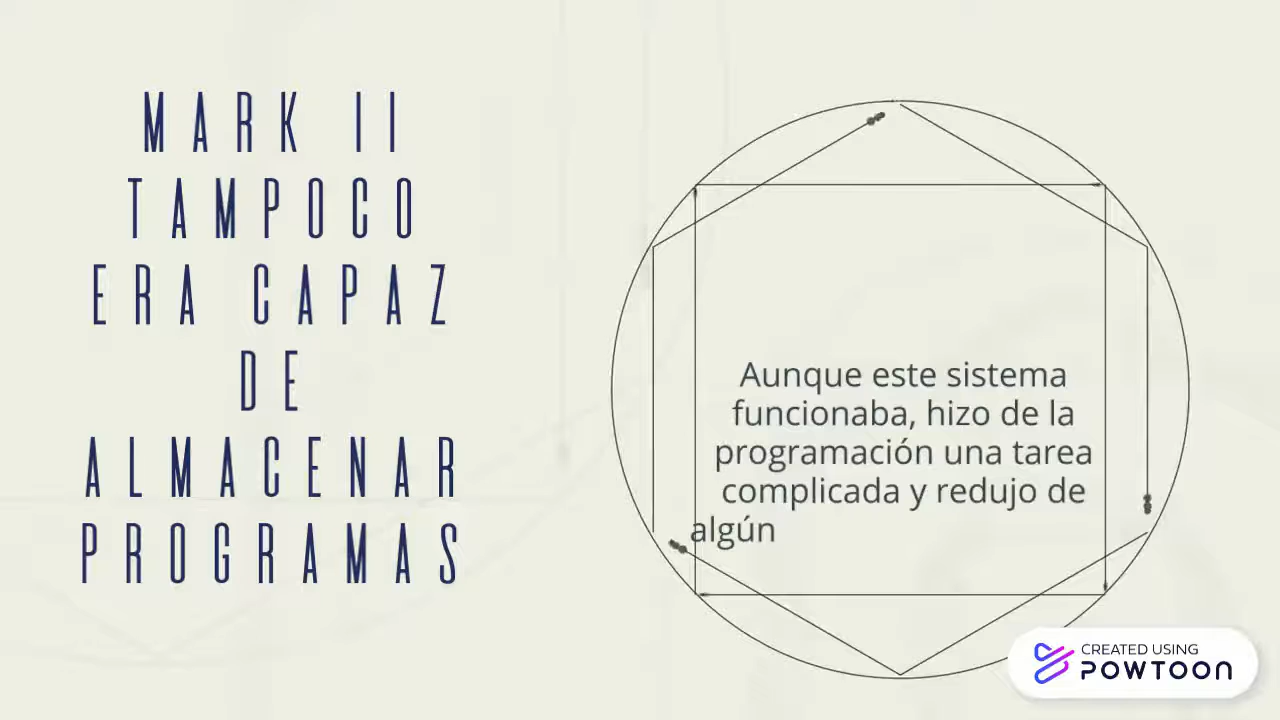 MARK II
TAMPOCO
ERA CAPAZ
DE
ALMACENAR
PROGRAMAS
Aunque este sistema
funcionaba, hizo de la
programación una tarea
complicada y redujo de
algún
CREATED USING
POWTOON